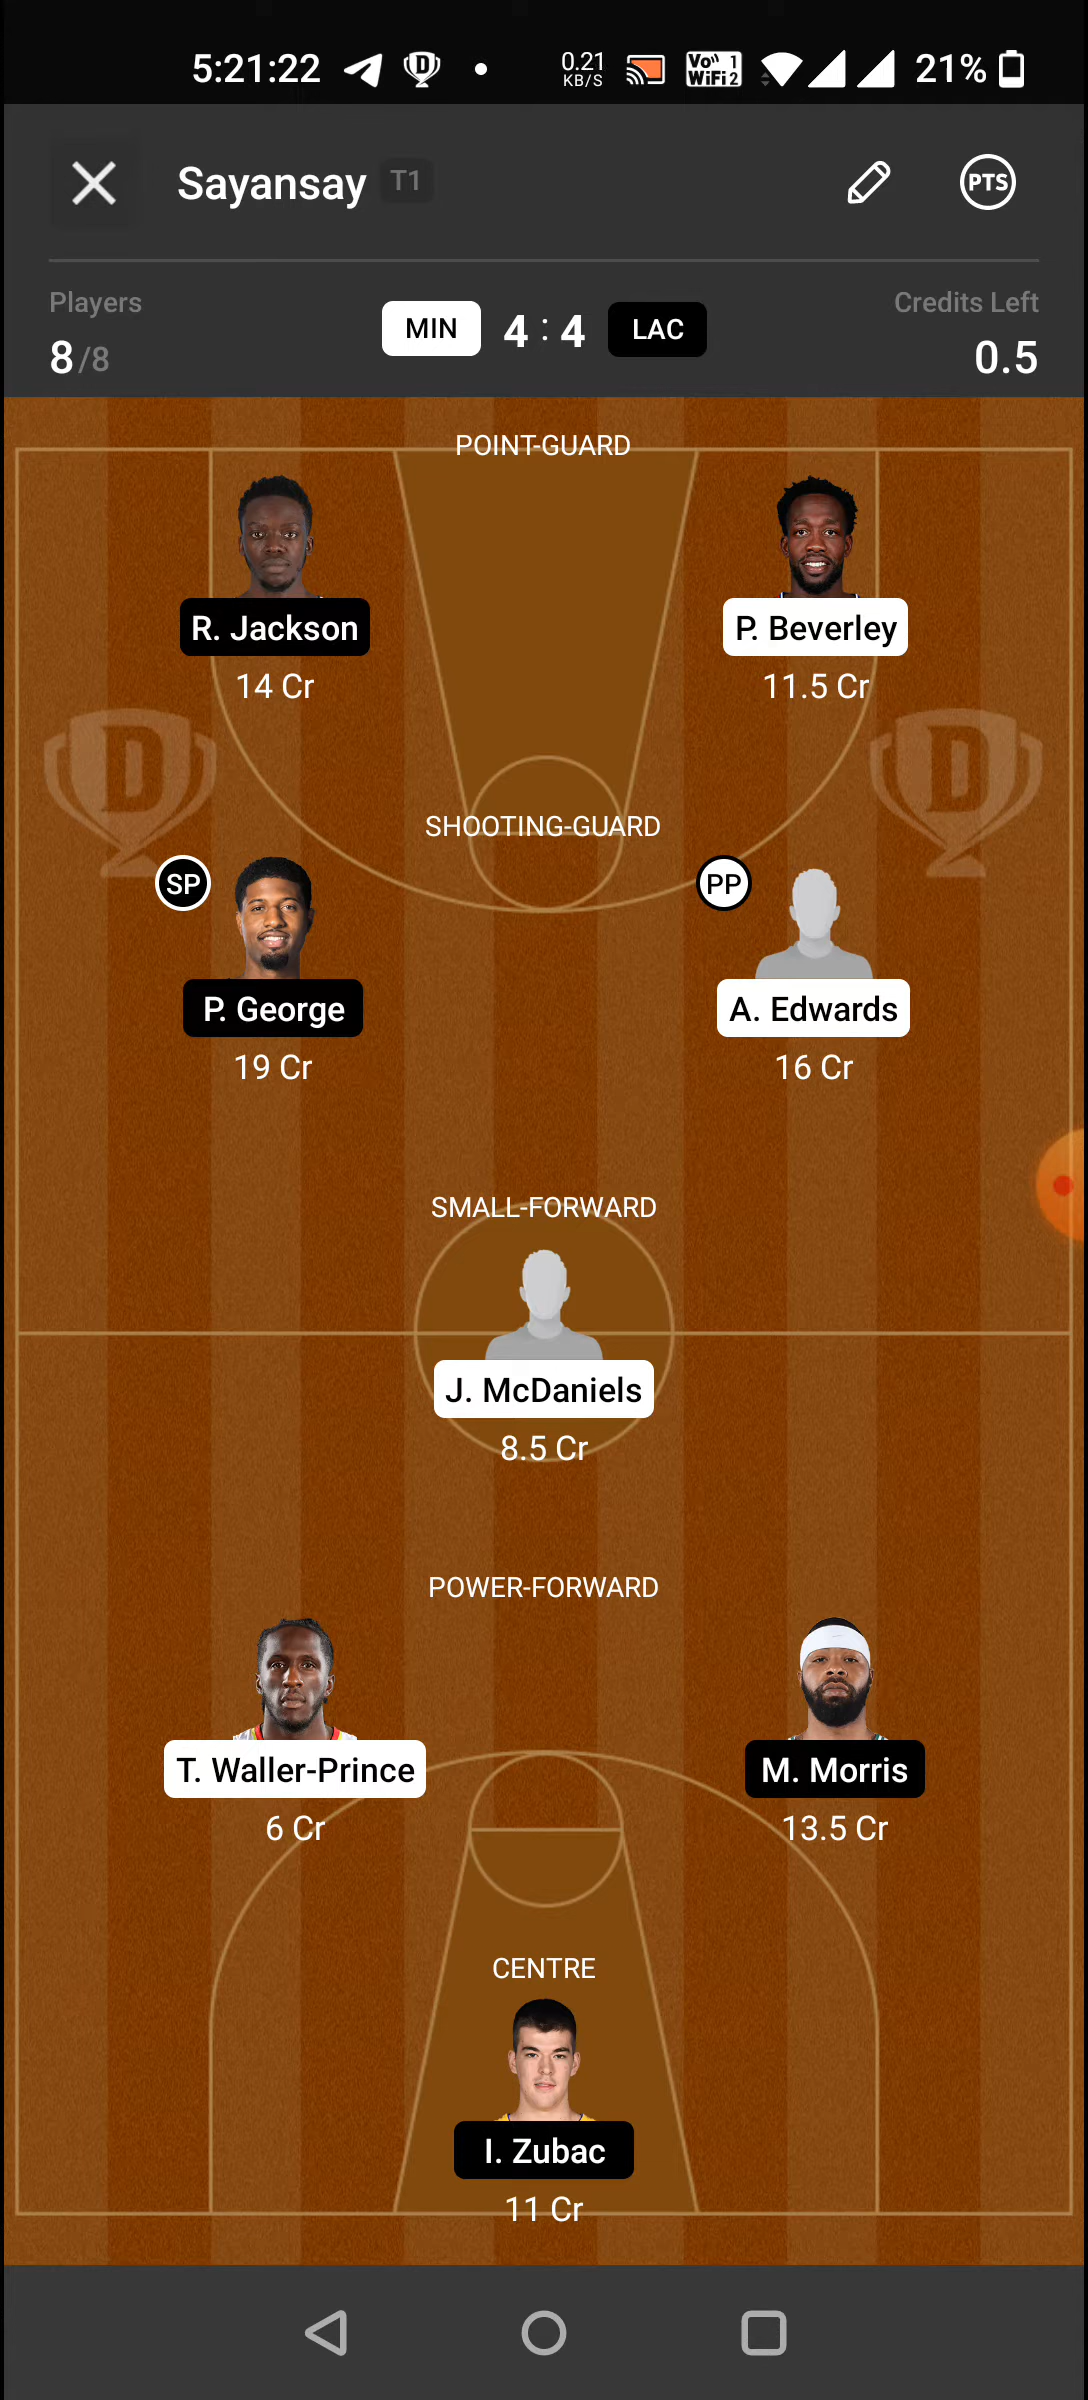 5:21:22 0.21 KB/S Vo)) 1 WiFi 2 21%
Sayansay T1 PTS
Players MIN 4 : 4 LAC Credits Left
8/8 0.5
POINT-GUARD
R. Jackson P. Beverley
14 Cr 11.5 Cr
D D
SHOOTING-GUARD
SP PP
P. George A. Edwards
19 Cr 16 Cr
SMALL-FORWARD
J. McDaniels
8.5 Cr
POWER-FORWARD
T. Waller-Prince M. Morris
6 Cr 13.5 Cr
CENTRE
I. Zubac
11 Cr